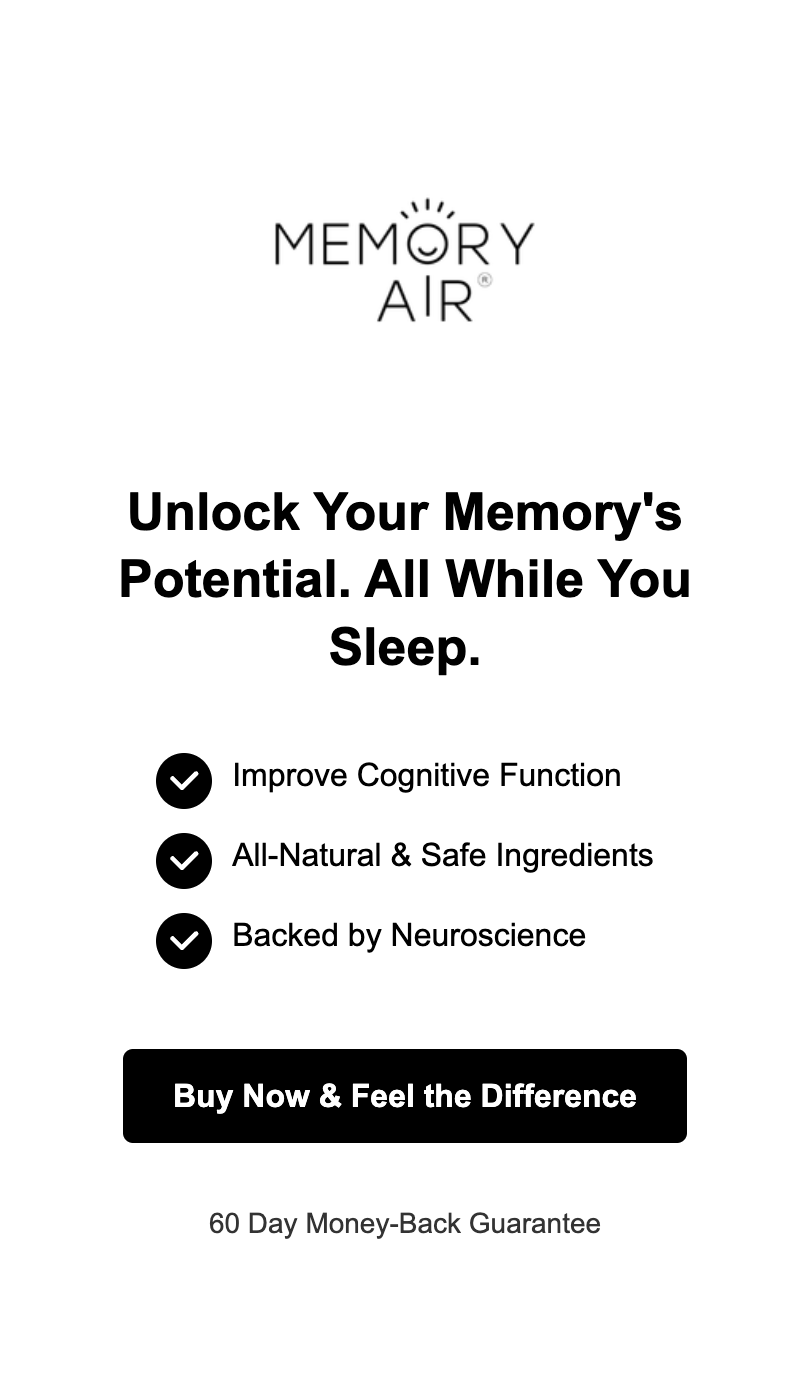 MEMORY
AIR®
Unlock Your Memory's
Potential. All While You
Sleep.
Improve Cognitive Function
All-Natural & Safe Ingredients
Backed by Neuroscience
Buy Now & Feel the Difference
60 Day Money-Back Guarantee